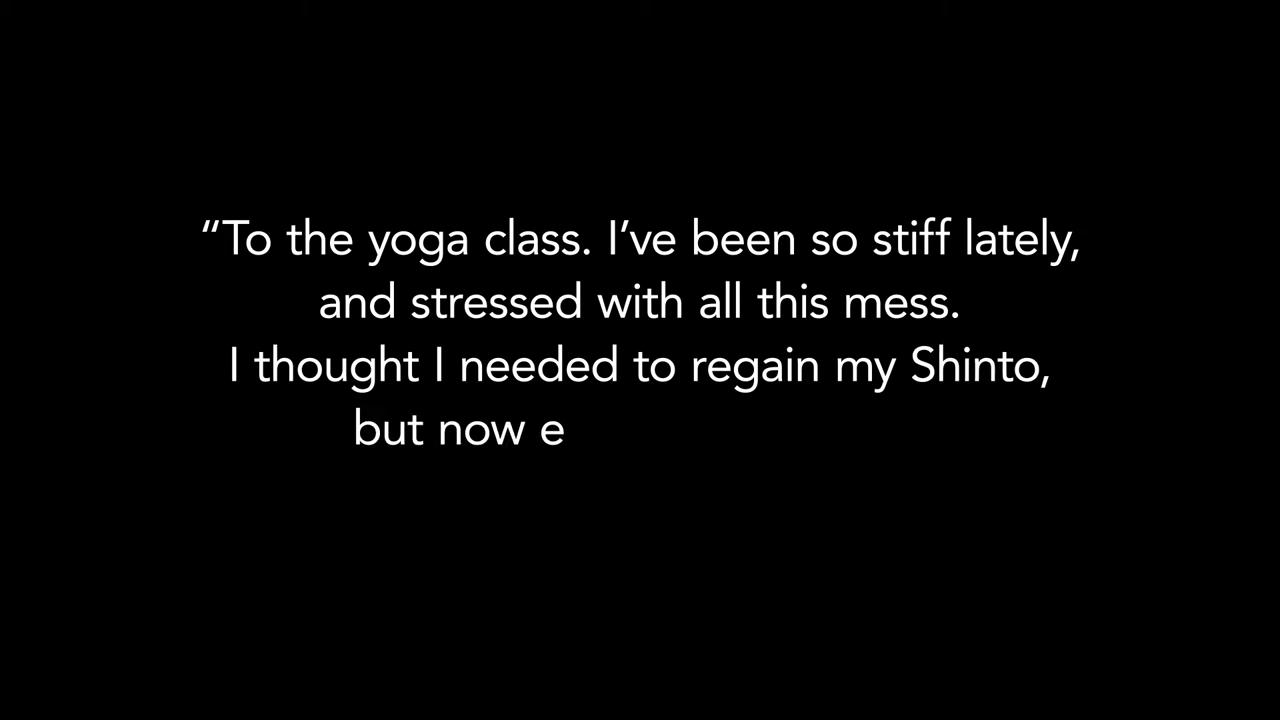 “To the yoga class. I’ve been so stiff lately,
and stressed with all this mess.
I thought I needed to regain my Shinto,
but now e